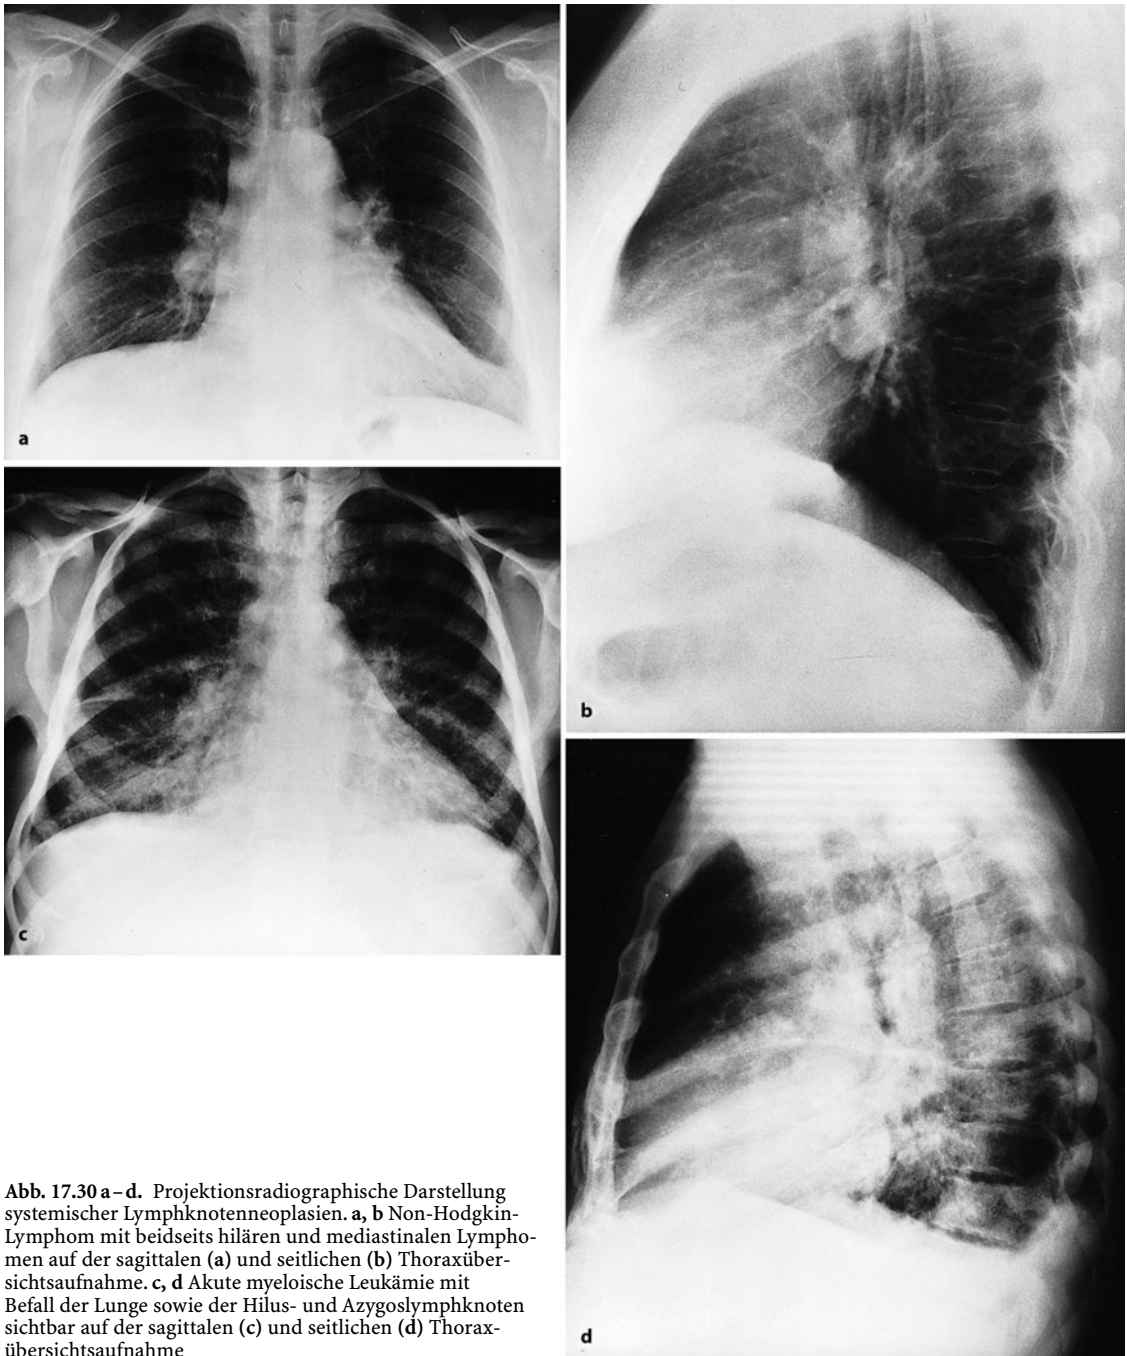 a
b
c
d
Abb. 17.30 a–d. Projektionsradiographische Darstellung
systemischer Lymphknotenneoplasien. a, b Non-Hodgkin-
Lymphom mit beidseits hilären und mediastinalen Lympho-
men auf der sagittalen (a) und seitlichen (b) Thoraxüber-
sichtsaufnahme. c, d Akute myeloische Leukämie mit
Befall der Lunge sowie der Hilus- und Azygoslymphknoten
sichtbar auf der sagittalen (c) und seitlichen (d) Thorax-
übersichtsaufnahme